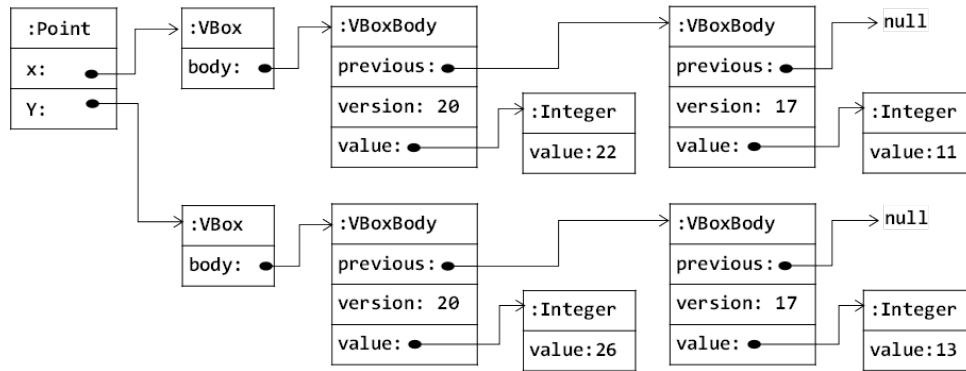 :Point
x:
Y:
:VBox
body:
:VBoxBody
previous:
version: 20
value:
:Integer
value:22
:VBoxBody
previous:
version: 17
value:
null
:Integer
value:11
:VBox
body:
:VBoxBody
previous:
version: 20
value:
:Integer
value:26
:VBoxBody
previous:
version: 17
value:
null
:Integer
value:13